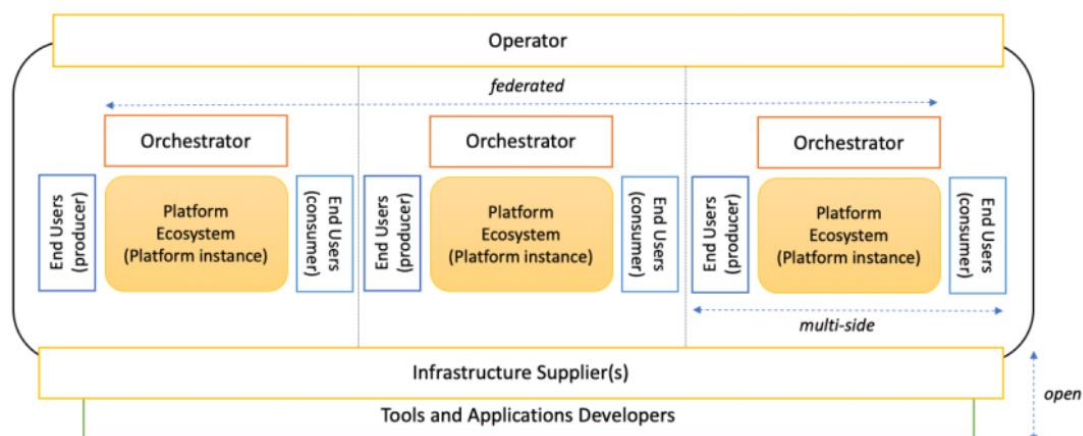 Operator
federated
Orchestrator
Orchestrator
Orchestrator
End Users
(producer)
Platform
Ecosystem
(Platform instance)
End Users
(consumer)
End Users
(producer)
Platform
Ecosystem
(Platform instance)
End Users
(consumer)
End Users
(producer)
Platform
Ecosystem
(Platform instance)
End Users
(consumer)
multi-side
Infrastructure Supplier(s)
open
Tools and Applications Developers